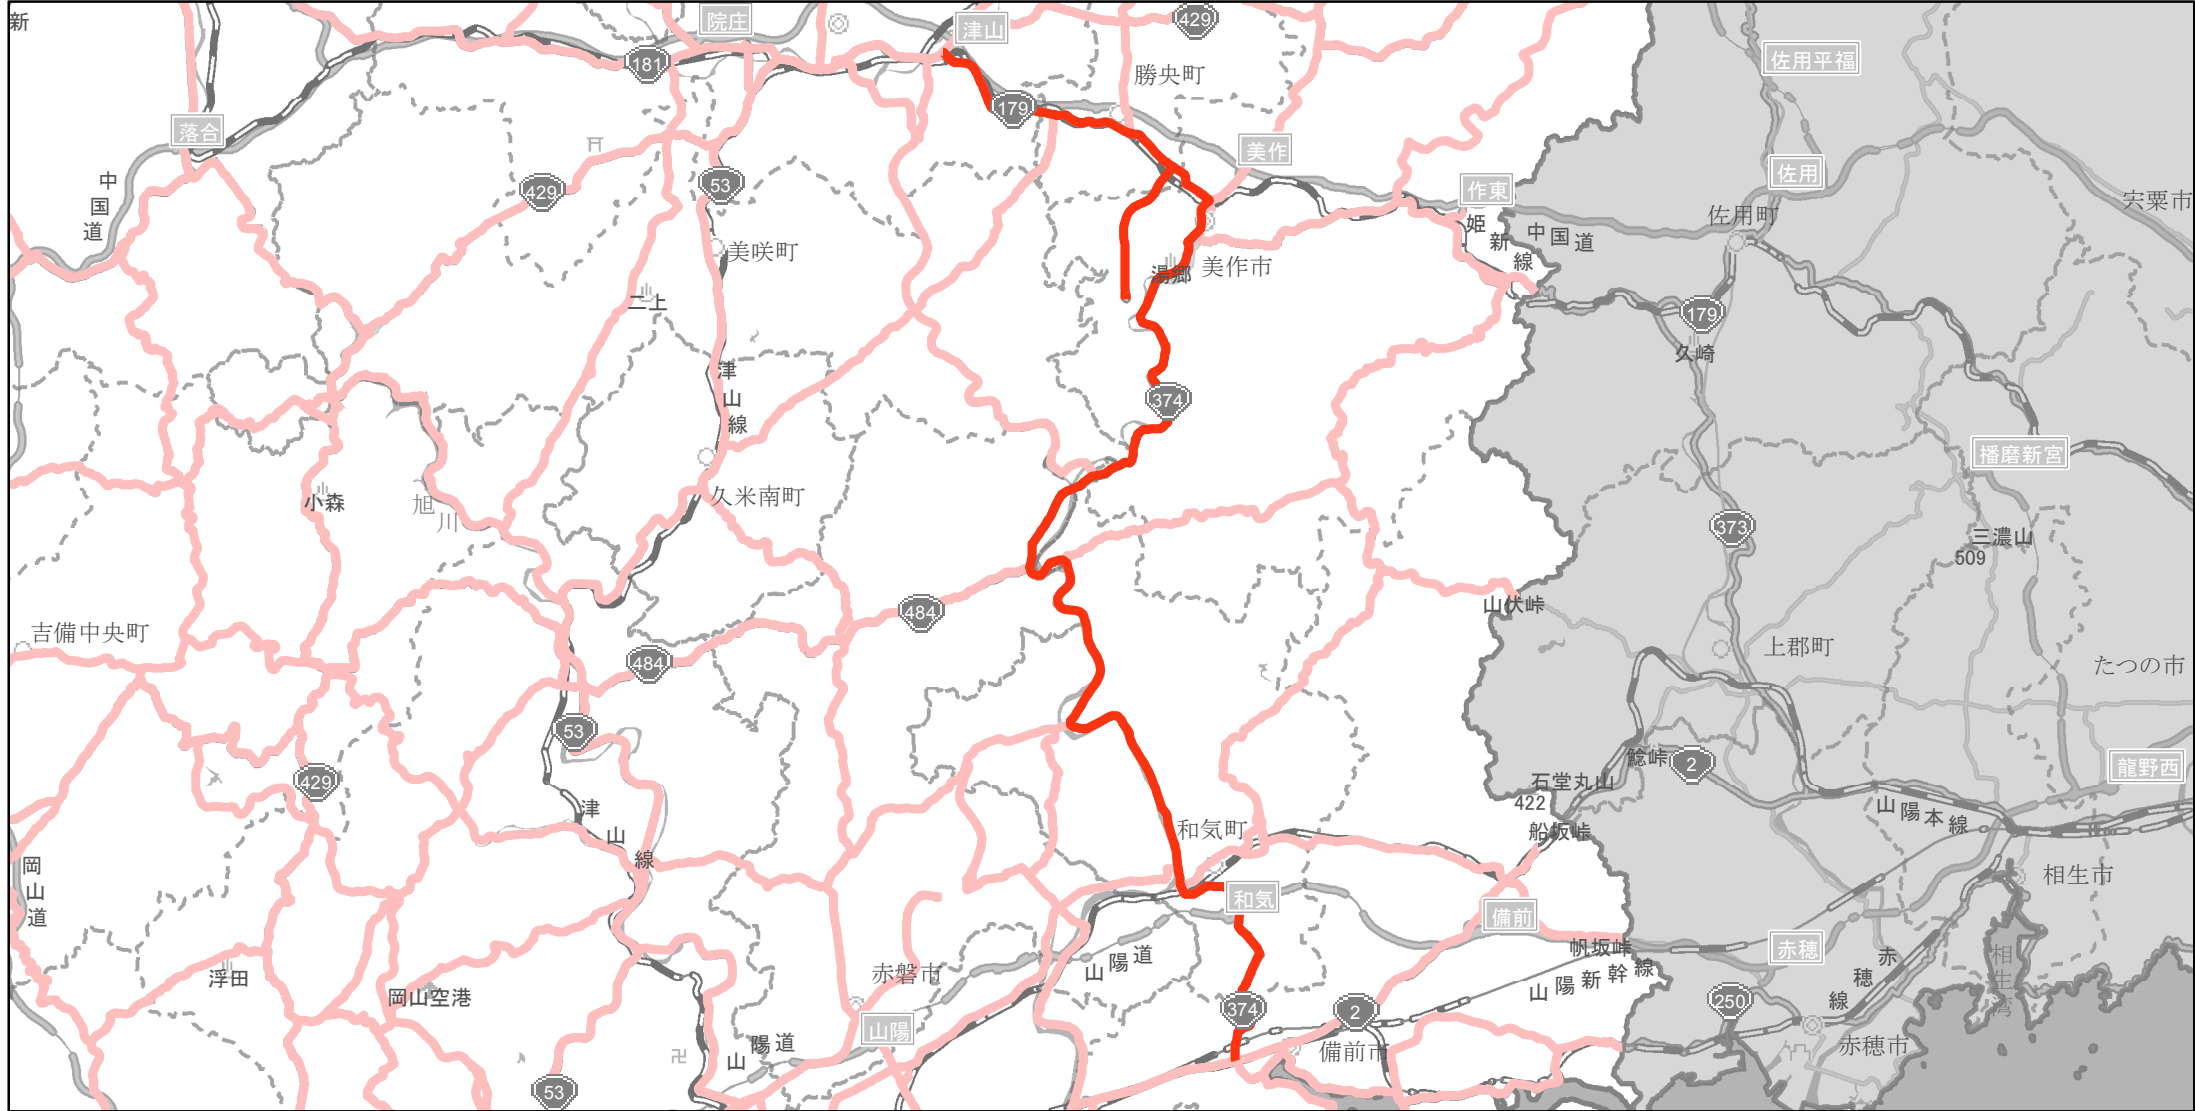 新
院庄
津山
429
181
勝央町
佐用平福
179
落合
美作
中国道
429
53
作東
佐用
宍粟市
佐用町
姫新線
中国道
美咲町
湯郷
美作市
二上
179
久崎
津山線
374
播磨新宮
小森
旭川
久米南町
373
三濃山
509
484
山伏峠
吉備中央町
484
上郡町
たつの市
53
429
鯰峠
2
龍野西
石堂丸山
422
津山線
和気町
船坂峠
山陽本線
岡山道
相生市
和気
備前
赤穂
帆坂峠
山陽道
赤磐市
浮田
岡山空港
山陽新幹線
赤穂線
相生湾
374
2
250
山陽
山陽道
備前市
赤穂市
53